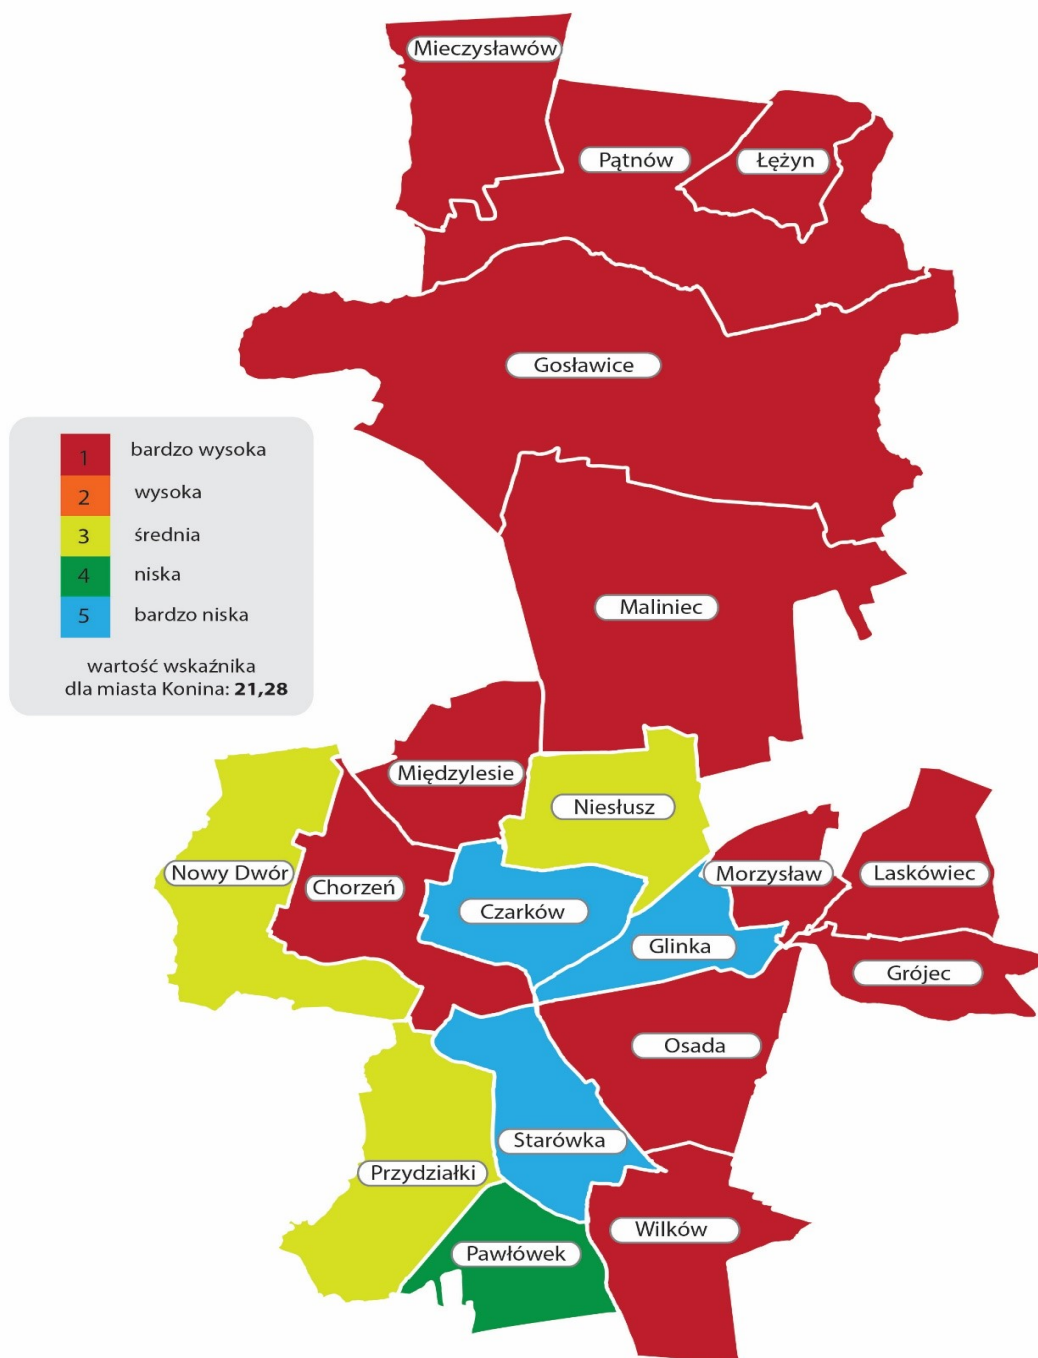 Mieczysławów
Pątnów
Łężyn
Gosławice
1 bardzo wysoka
2 wysoka
3 średnia
4 niska
5 bardzo niska
wartość wskaźnika
dla miasta Konina: 21,28
Maliniec
Międzylesie
Niesłusz
Nowy Dwór
Chorzeń
Morzysław
Laskówiec
Czarków
Glinka
Grójec
Osada
Starówka
Przydziałki
Wilków
Pawłówek